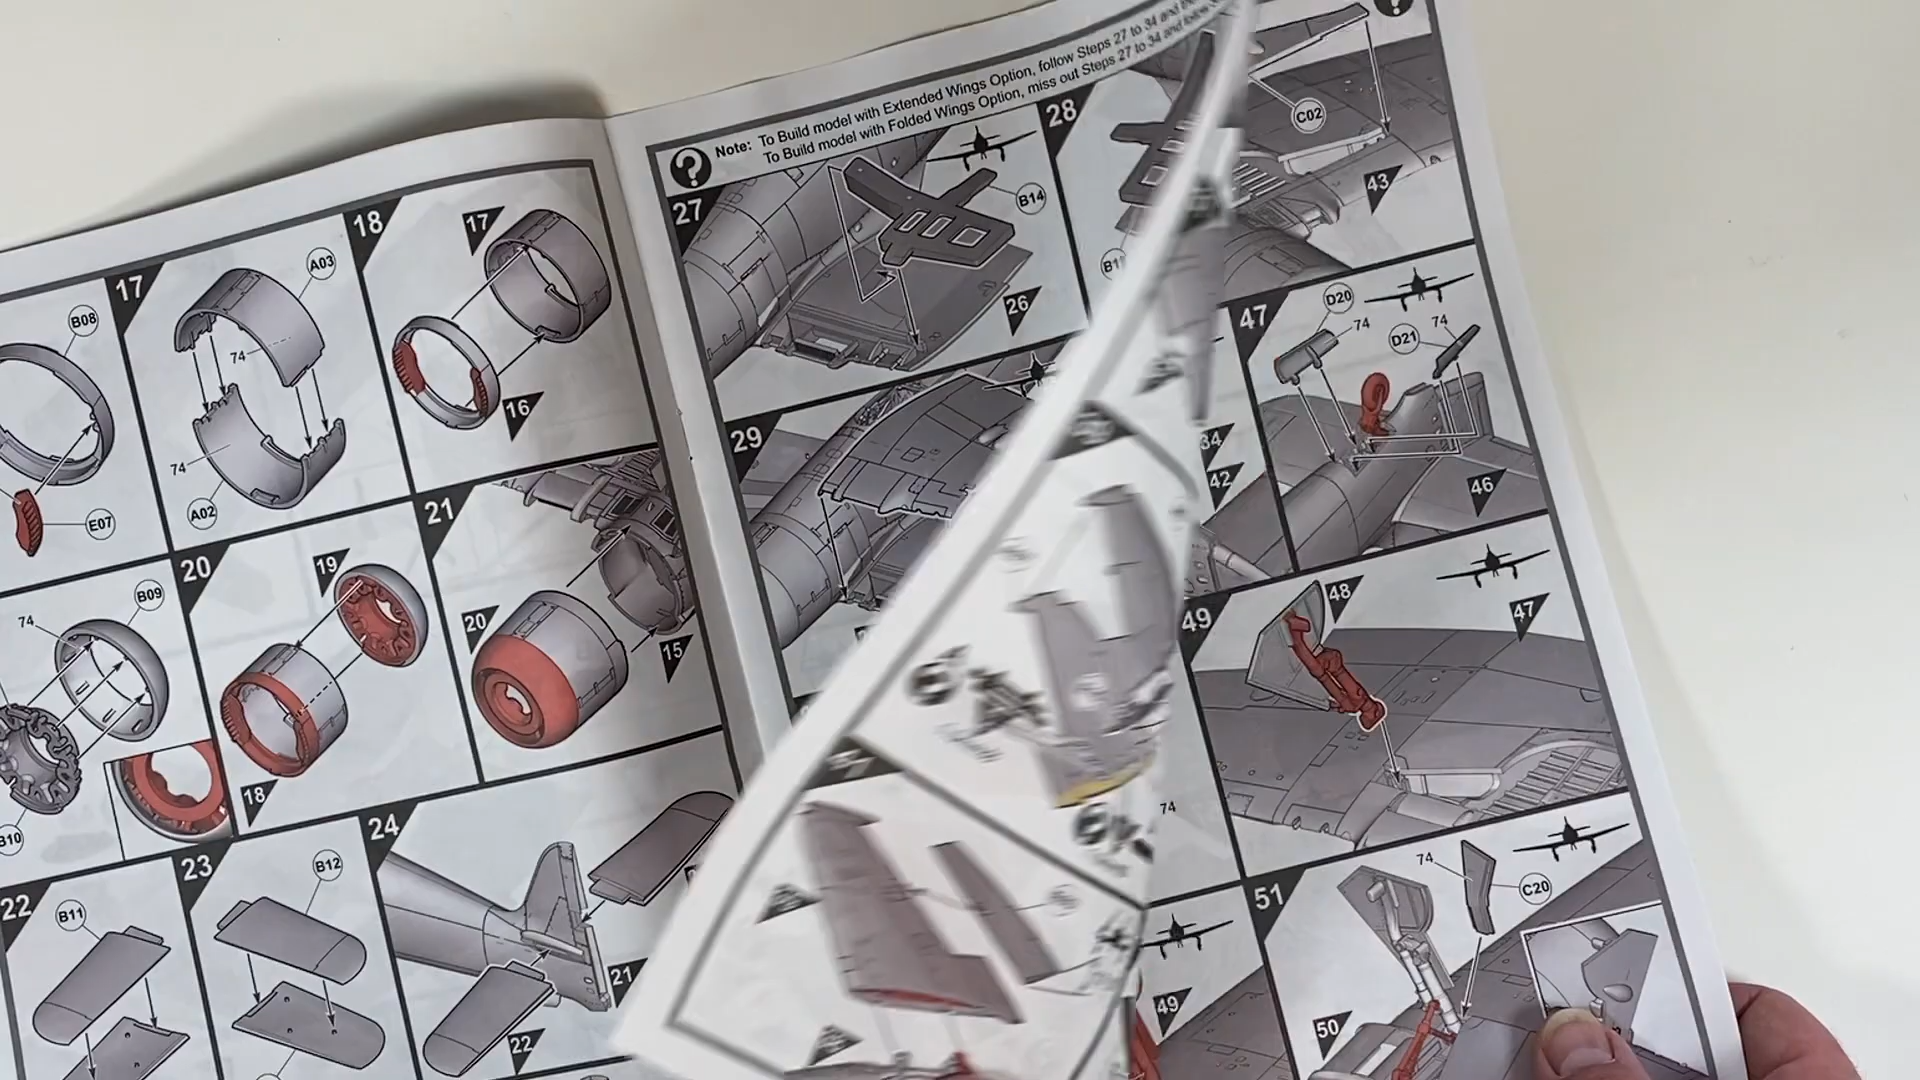 Note: To Build model with Extended Wings Option, follow Steps 27 to 34 and
To Build model with Folded Wings Option, miss out Steps 27 to 34 and follow
B08
E07
17
A03
74
74
A02
18
17
16
B09
74
B10
20
19
18
21
20
15
22
B11
23
B12
24
21
22
27
B14
26
28
29
C02
43
34
42
47
D20
74
D21
74
46
49
48
47
74
49
51
74
C20
50